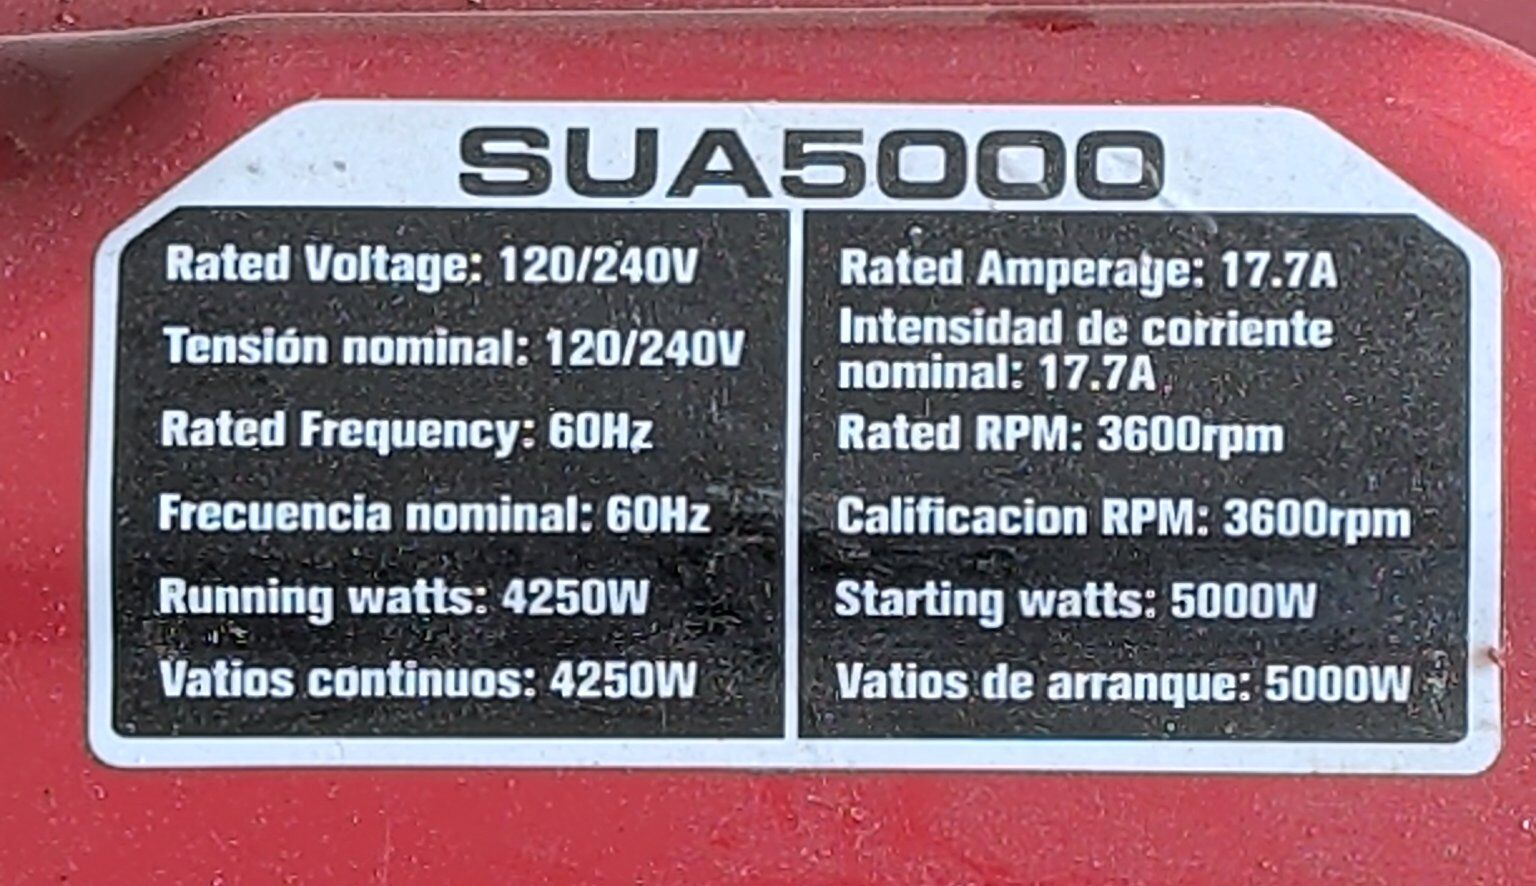 SUA5000
Rated Voltage: 120/240V
Tensión nominal: 120/240V
Rated Frequency: 60Hz
Frecuencia nominal: 60Hz
Running watts: 4250W
Vatios continuos: 4250W
Rated Amperage: 17.7A
Intensidad de corriente
nominal: 17.7A
Rated RPM: 3600rpm
Calificacion RPM: 3600rpm
Starting watts: 5000W
Vatios de arranque: 5000W